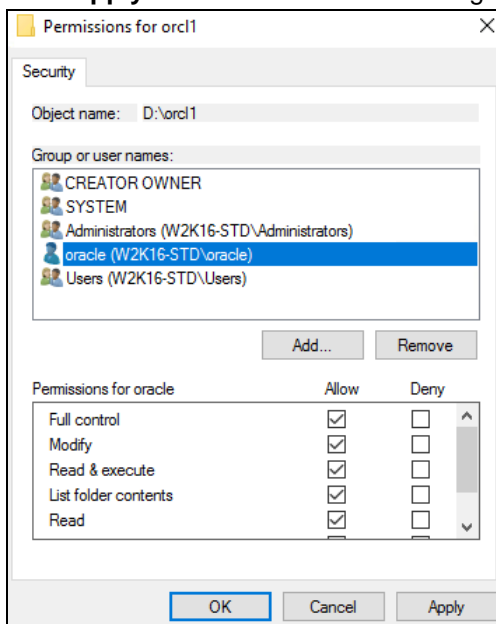 Apply
Permissions for orcl1
Security
Object name: D:\orcl1
Group or user names:
CREATOR OWNER
SYSTEM
Administrators (W2K16-STD\Administrators)
oracle (W2K16-STD\oracle)
Users (W2K16-STD\Users)
Add... Remove
Permissions for oracle Allow Deny
Full control
Modify
Read & execute
List folder contents
Read
OK Cancel Apply